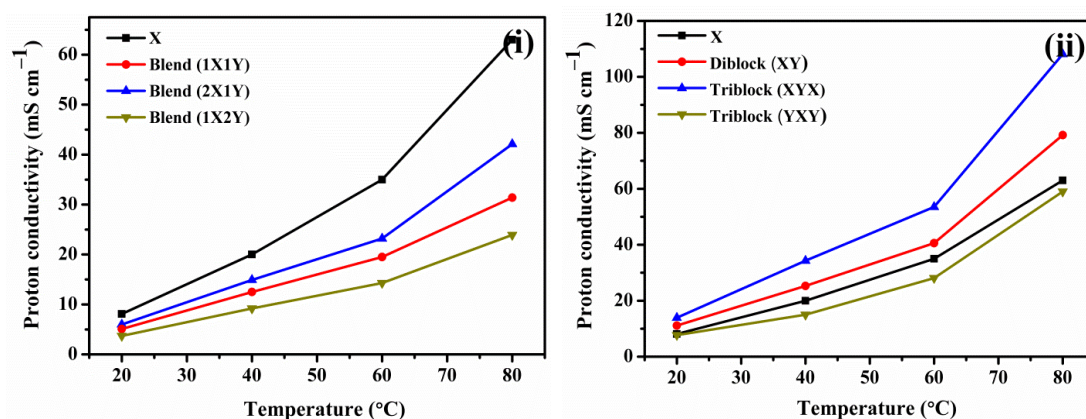 (i)
X
Blend (1X1Y)
Blend (2X1Y)
Blend (1X2Y)
Proton conductivity (mS cm⁻¹)
60
50
40
30
20
10
0
20 30 40 50 60 70 80
Temperature (°C)
(ii)
X
Diblock (XY)
Triblock (XYX)
Triblock (YXY)
Proton conductivity (mS cm⁻¹)
120
100
80
60
40
20
0
20 30 40 50 60 70 80
Temperature (°C)